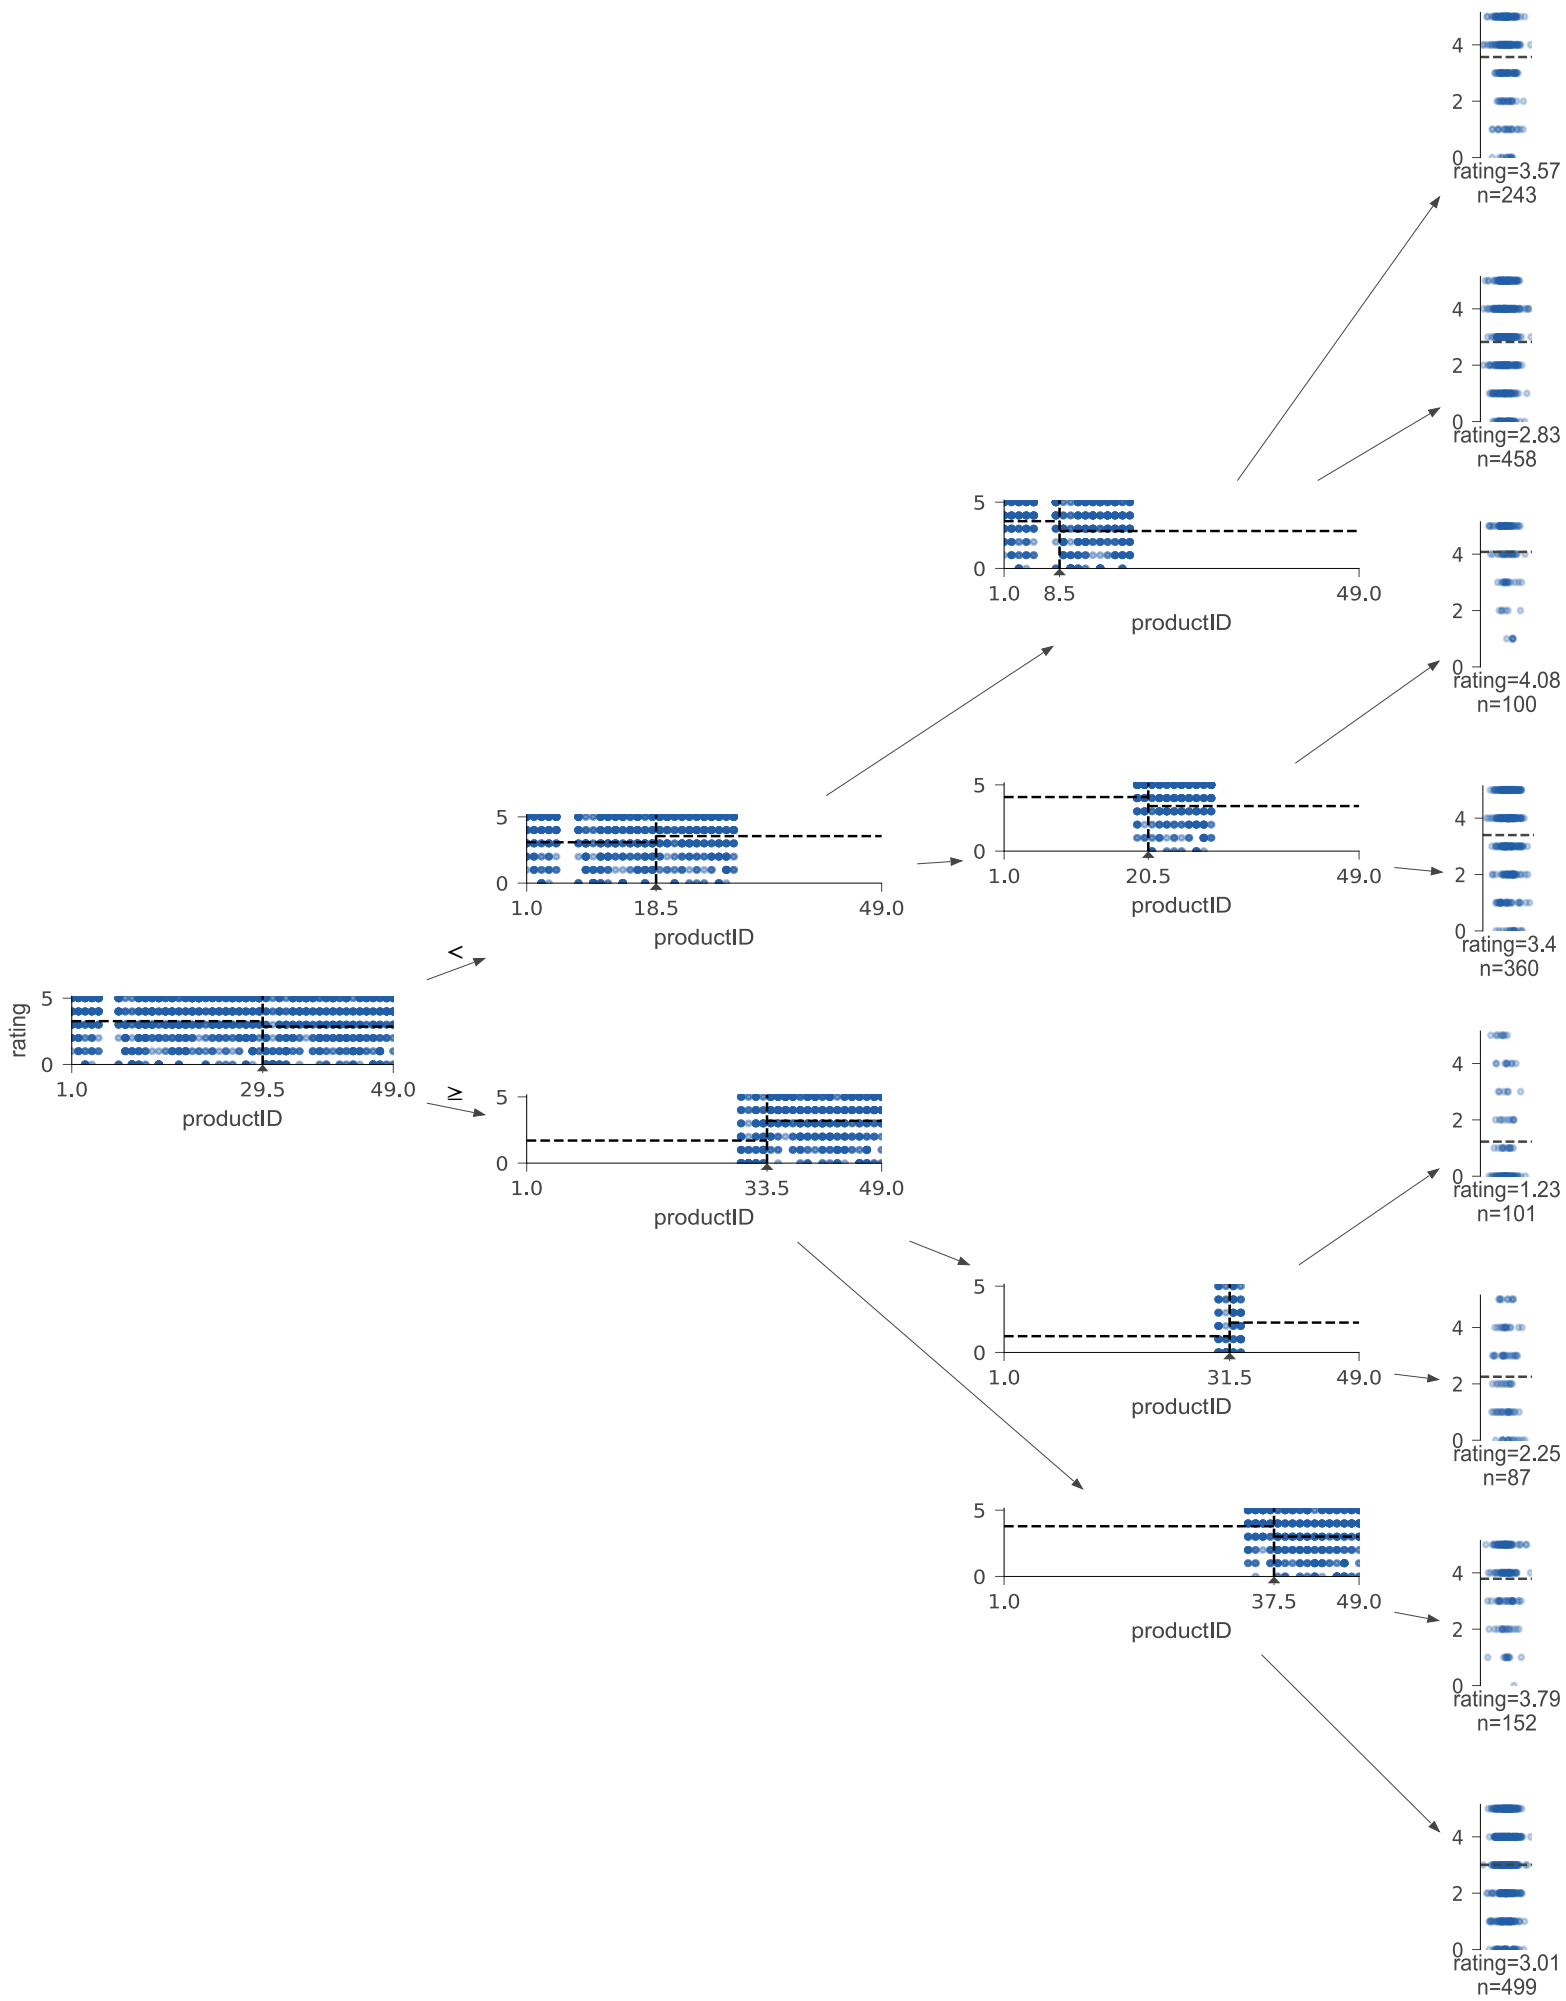 4
2
0
rating=3.57
n=243
4
2
0
rating=2.83
n=458
5
0
1.0 8.5 49.0
productID
4
2
0
rating=4.08
n=100
5
0
1.0 20.5 49.0
productID
4
2
0
rating=3.4
n=360
5
0
1.0 18.5 49.0
productID
<
rating
5
0
1.0 29.5 49.0
productID
≥
5
0
1.0 33.5 49.0
productID
4
2
0
rating=1.23
n=101
5
0
1.0 31.5 49.0
productID
4
2
0
rating=2.25
n=87
5
0
1.0 37.5 49.0
productID
4
2
0
rating=3.79
n=152
4
2
0
rating=3.01
n=499